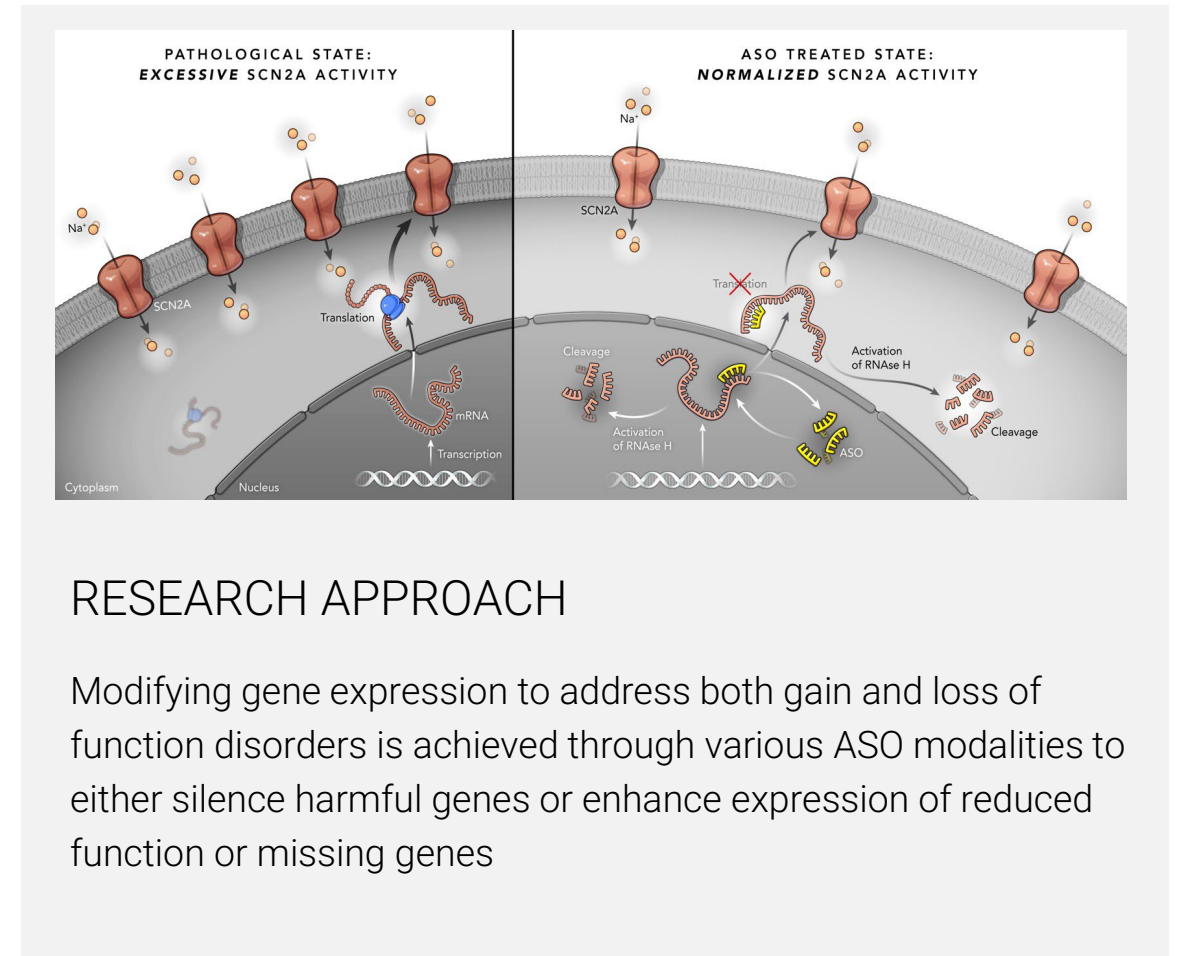 PATHOLOGICAL STATE:
EXCESSIVE SCN2A ACTIVITY
Na⁺
SCN2A
Translation
mRNA
Transcription
Cytoplasm
Nucleus
ASO TREATED STATE:
NORMALIZED SCN2A ACTIVITY
Na⁺
SCN2A
Translation
Activation
of RNAse H
Cleavage
Cleavage
Activation
of RNAse H
ASO
RESEARCH APPROACH
Modifying gene expression to address both gain and loss of
function disorders is achieved through various ASO modalities to
either silence harmful genes or enhance expression of reduced
function or missing genes